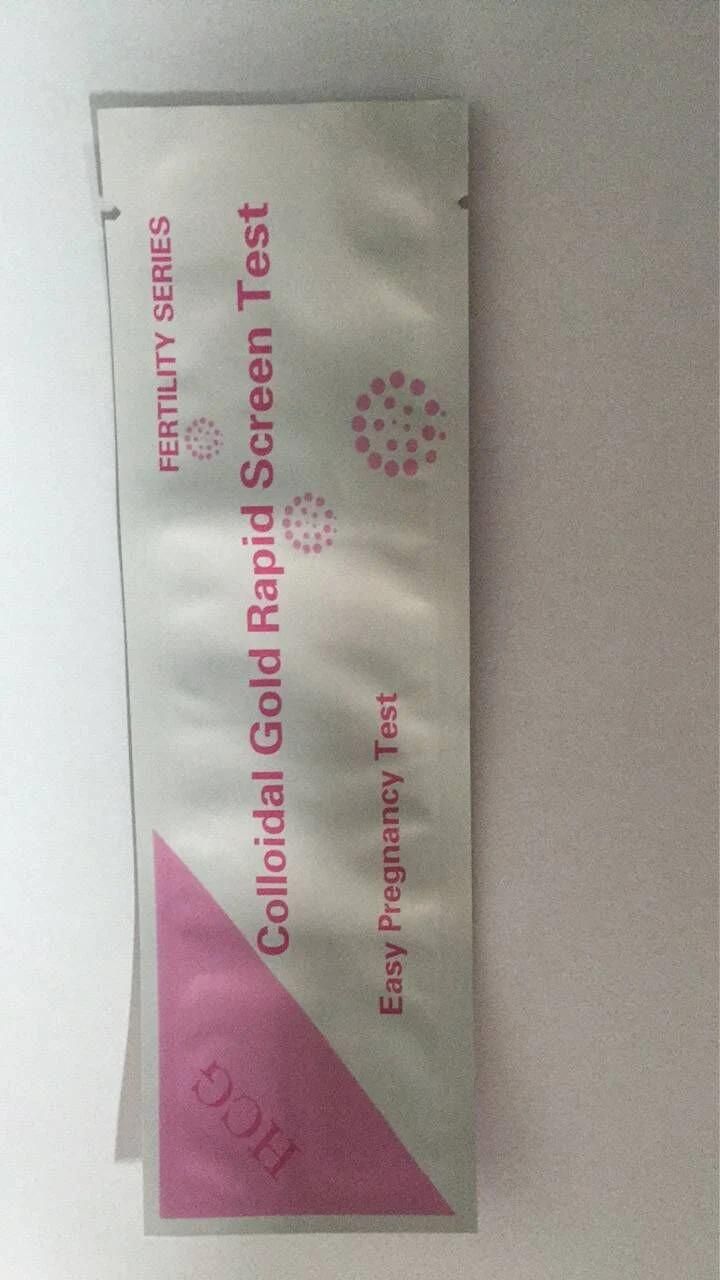 FERTILITY SERIES
Colloidal Gold Rapid Screen Test
Easy Pregnancy Test
HCG